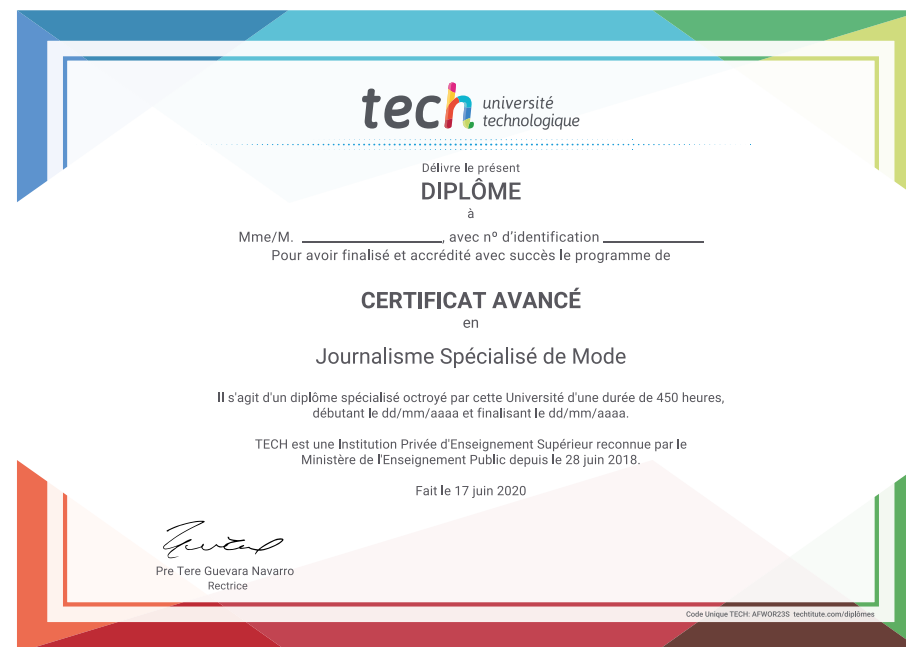 tech université
technologique
Délivre le présent
DIPLÔME
à
Mme/M. ____________________, avec nº d'identification ______________
Pour avoir finalisé et accrédité avec succès le programme de
CERTIFICAT AVANCÉ
en
Journalisme Spécialisé de Mode
Il s'agit d'un diplôme spécialisé octroyé par cette Université d'une durée de 450 heures,
débutant le dd/mm/aaaa et finalisant le dd/mm/aaaa.
TECH est une Institution Privée d'Enseignement Supérieur reconnue par le
Ministère de l'Enseignement Public depuis le 28 juin 2018.
Fait le 17 juin 2020
Pre Tere Guevara Navarro
Rectrice
Code Unique TECH: AFWOR23S techtitute.com/diplômes